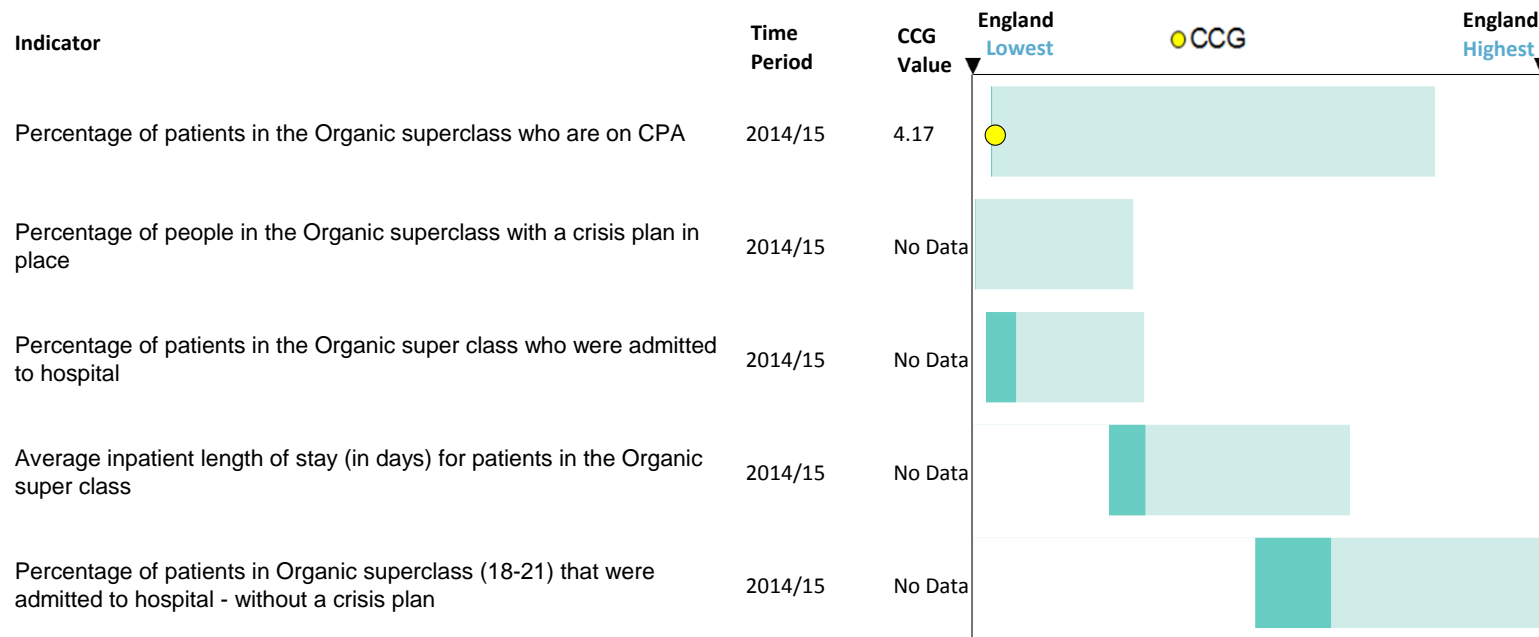 Indicator
Time Period
CCG Value
England Lowest
CCG
England Highest
Percentage of patients in the Organic superclass who are on CPA
2014/15
4.17
Percentage of people in the Organic superclass with a crisis plan in
place
2014/15
No Data
Percentage of patients in the Organic super class who were admitted
to hospital
2014/15
No Data
Average inpatient length of stay (in days) for patients in the Organic
super class
2014/15
No Data
Percentage of patients in Organic superclass (18-21) that were
admitted to hospital - without a crisis plan
2014/15
No Data